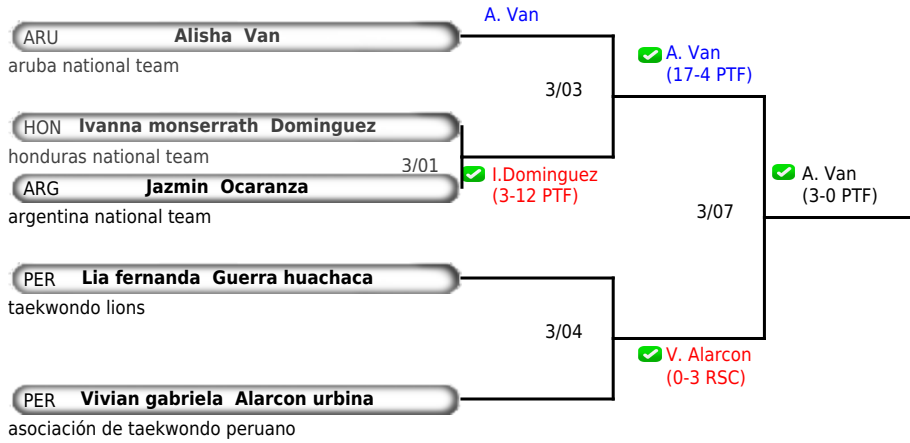 A. Van
ARU Alisha Van
aruba national team
A. Van
(17-4 PTF)
3/03
HON Ivanna monserrath Dominguez
honduras national team
3/01
I.Dominguez
(3-12 PTF)
ARG Jazmin Ocaranza
argentina national team
A. Van
(3-0 PTF)
3/07
PER Lia fernanda Guerra huachaca
taekwondo lions
3/04
V. Alarcon
(0-3 RSC)
PER Vivian gabriela Alarcon urbina
asociación de taekwondo peruano